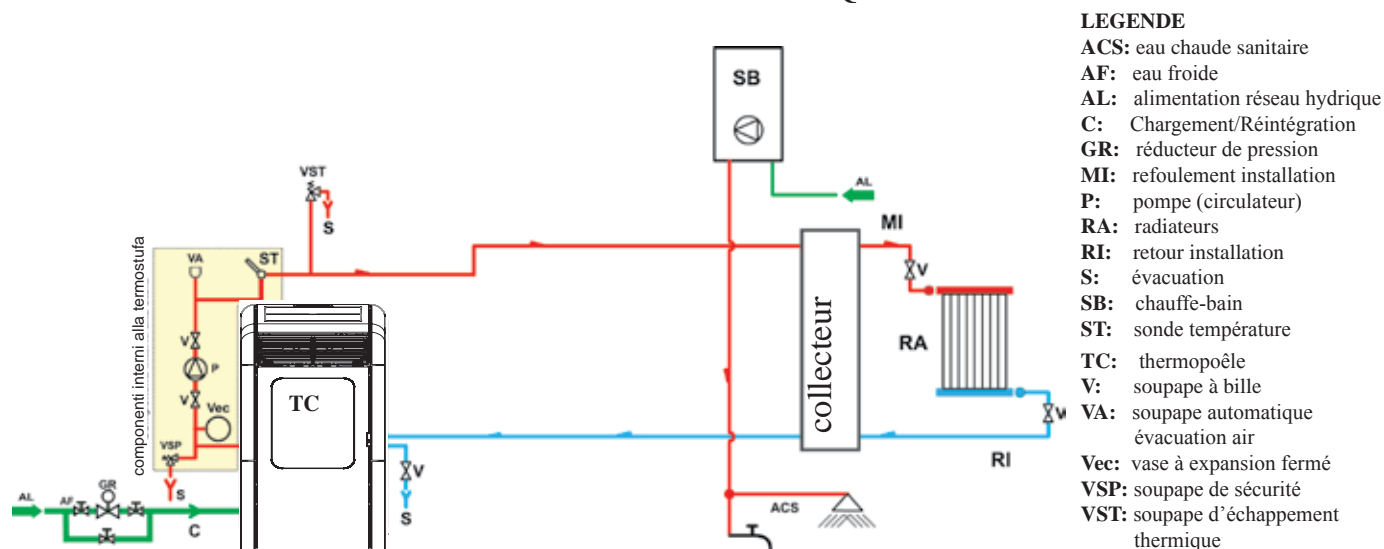 SB
AL
VST
S
MI
componenti interni alla termostufa
VA
ST
V
V
P
V
Vec
VSP
S
TC
collecteur
RA
V
RI
V
S
AL
AF
GR
C
ACS
LEGENDE
ACS: eau chaude sanitaire
AF: eau froide
AL: alimentation réseau hydrique
C: Chargement/Réintégration
GR: réducteur de pression
MI: refoulement installation
P: pompe (circulateur)
RA: radiateurs
RI: retour installation
S: évacuation
SB: chauffe-bain
ST: sonde température
TC: thermopoêle
V: soupape à bille
VA: soupape automatique
évacuation air
Vec: vase à expansion fermé
VSP: soupape de sécurité
VST: soupape d'échappement
thermique